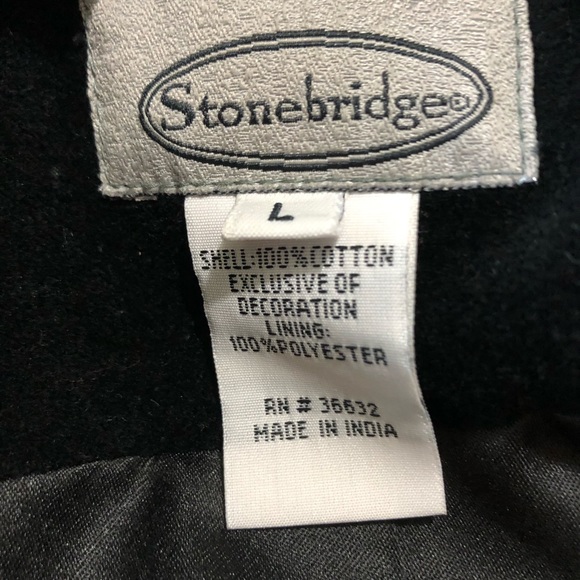 Stonebridge©
L
SHELL:100%COTTON
EXCLUSIVE OF
DECORATION
LINING:
100%POLYESTER
RN # 36632
MADE IN INDIA